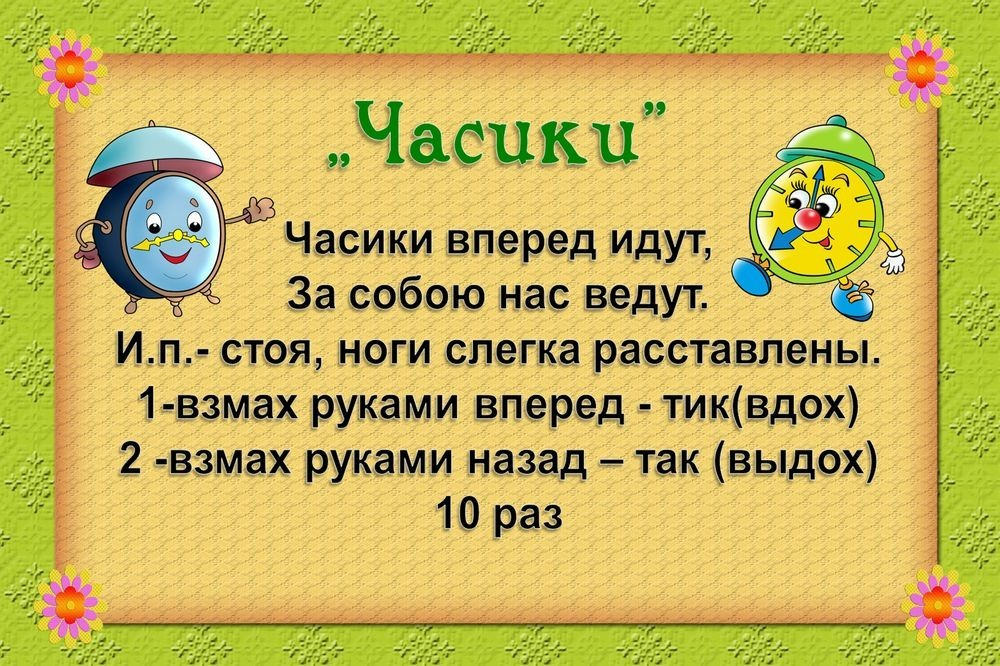 „Часики”
Часики вперед идут,
За собою нас ведут.
И.п.- стоя, ноги слегка расставлены.
1-взмах руками вперед - тик(вдох)
2 -взмах руками назад – так (выдох)
10 раз